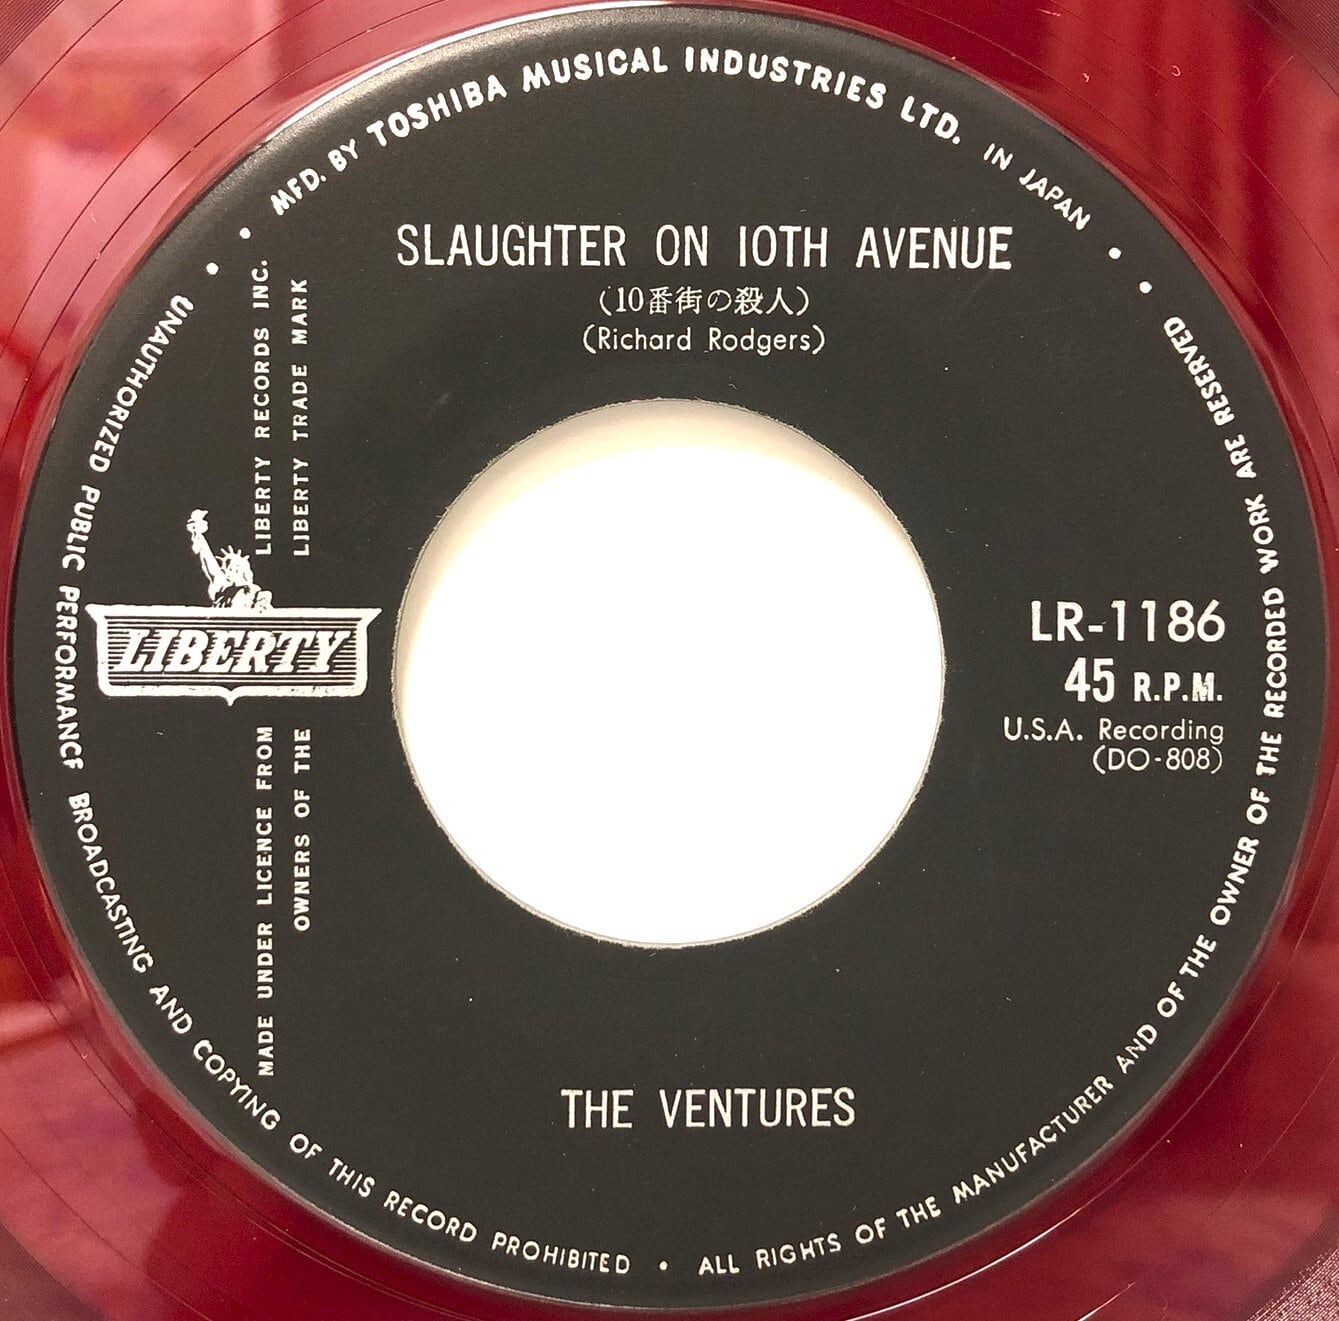 • MFD. BY TOSHIBA MUSICAL INDUSTRIES LTD. IN JAPAN •
SLAUGHTER ON 10TH AVENUE
(10番街の殺人)
(Richard Rodgers)
LIBERTY RECORDS INC.
LIBERTY TRADE MARK
LIBERTY
MADE UNDER LICENCE FROM
OWNERS OF THE
LR-1186
45 R.P.M.
U.S.A. Recording
(DO-808)
THE VENTURES
• UNAUTHORIZED PUBLIC PERFORMANCE BROADCASTING AND COPYING OF THIS RECORD PROHIBITED • ALL RIGHTS OF THE MANUFACTURER AND OF THE OWNER OF THE RECORDED WORK ARE RESERVED •